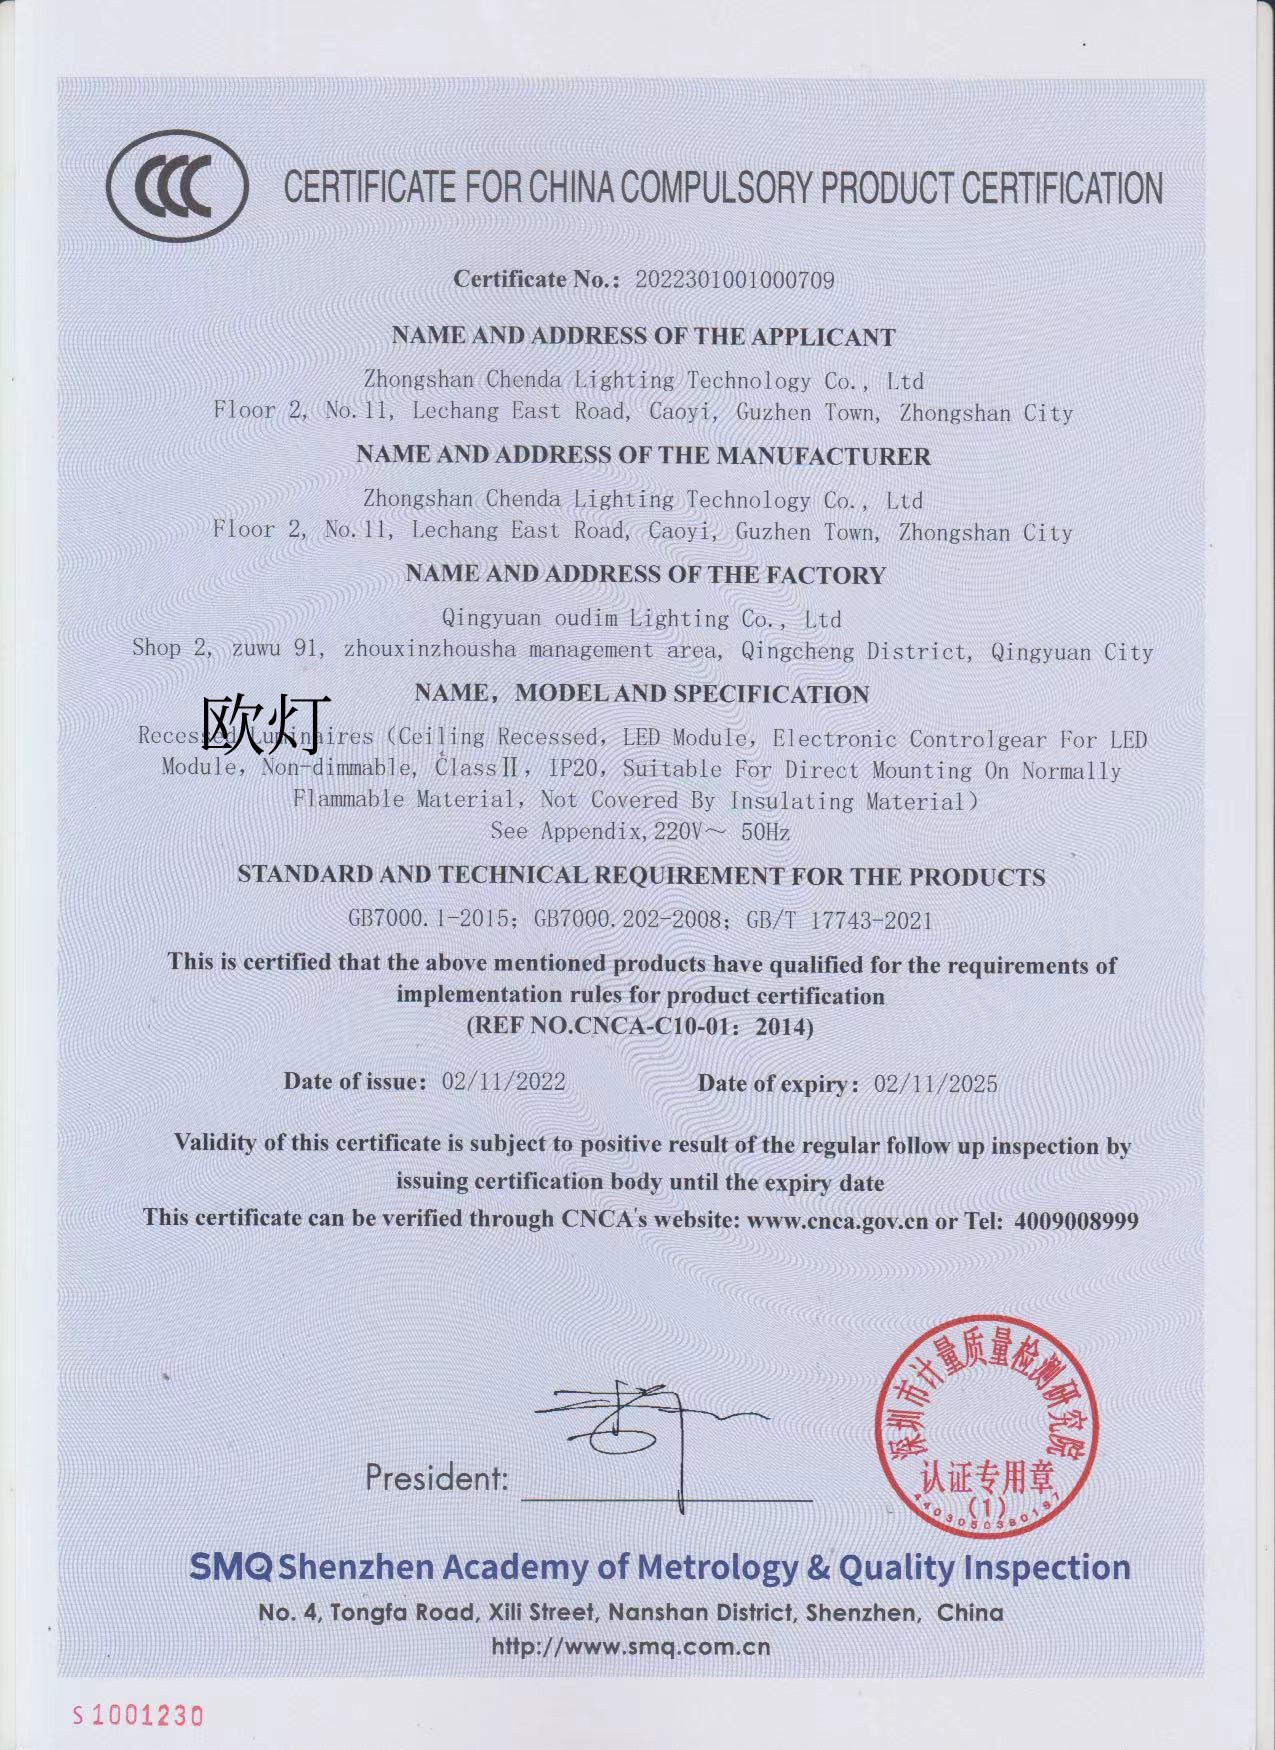 CCC
CERTIFICATE FOR CHINA COMPULSORY PRODUCT CERTIFICATION
Certificate No.: 2022301001000709
NAME AND ADDRESS OF THE APPLICANT
Zhongshan Chenda Lighting Technology Co., Ltd
Floor 2, No.11, Lechang East Road, Caoyi, Guzhen Town, Zhongshan City
NAME AND ADDRESS OF THE MANUFACTURER
Zhongshan Chenda Lighting Technology Co., Ltd
Floor 2, No.11, Lechang East Road, Caoyi, Guzhen Town, Zhongshan City
NAME AND ADDRESS OF THE FACTORY
Qingyuan oudim Lighting Co., Ltd
Shop 2, zuwu 91, zhouxinzhousha management area, Qingcheng District, Qingyuan City
NAME, MODEL AND SPECIFICATION
欧灯
Recessed Luminaires (Ceiling Recessed, LED Module, Electronic Controlgear For LED
Module, Non-dimmable, ClassⅡ, IP20, Suitable For Direct Mounting On Normally
Flammable Material, Not Covered By Insulating Material)
See Appendix,220V～ 50Hz
STANDARD AND TECHNICAL REQUIREMENT FOR THE PRODUCTS
GB7000.1-2015; GB7000.202-2008; GB/T 17743-2021
This is certified that the above mentioned products have qualified for the requirements of
implementation rules for product certification
(REF NO.CNCA-C10-01: 2014)
Date of issue: 02/11/2022 Date of expiry: 02/11/2025
Validity of this certificate is subject to positive result of the regular follow up inspection by
issuing certification body until the expiry date
This certificate can be verified through CNCA's website: www.cnca.gov.cn or Tel: 4009008999
深圳市计量质量检测研究院
认证专用章
(1)
4403050380197
President:
SMQ Shenzhen Academy of Metrology & Quality Inspection
No. 4, Tongfa Road, Xili Street, Nanshan District, Shenzhen, China
http://www.smq.com.cn
S 1001230